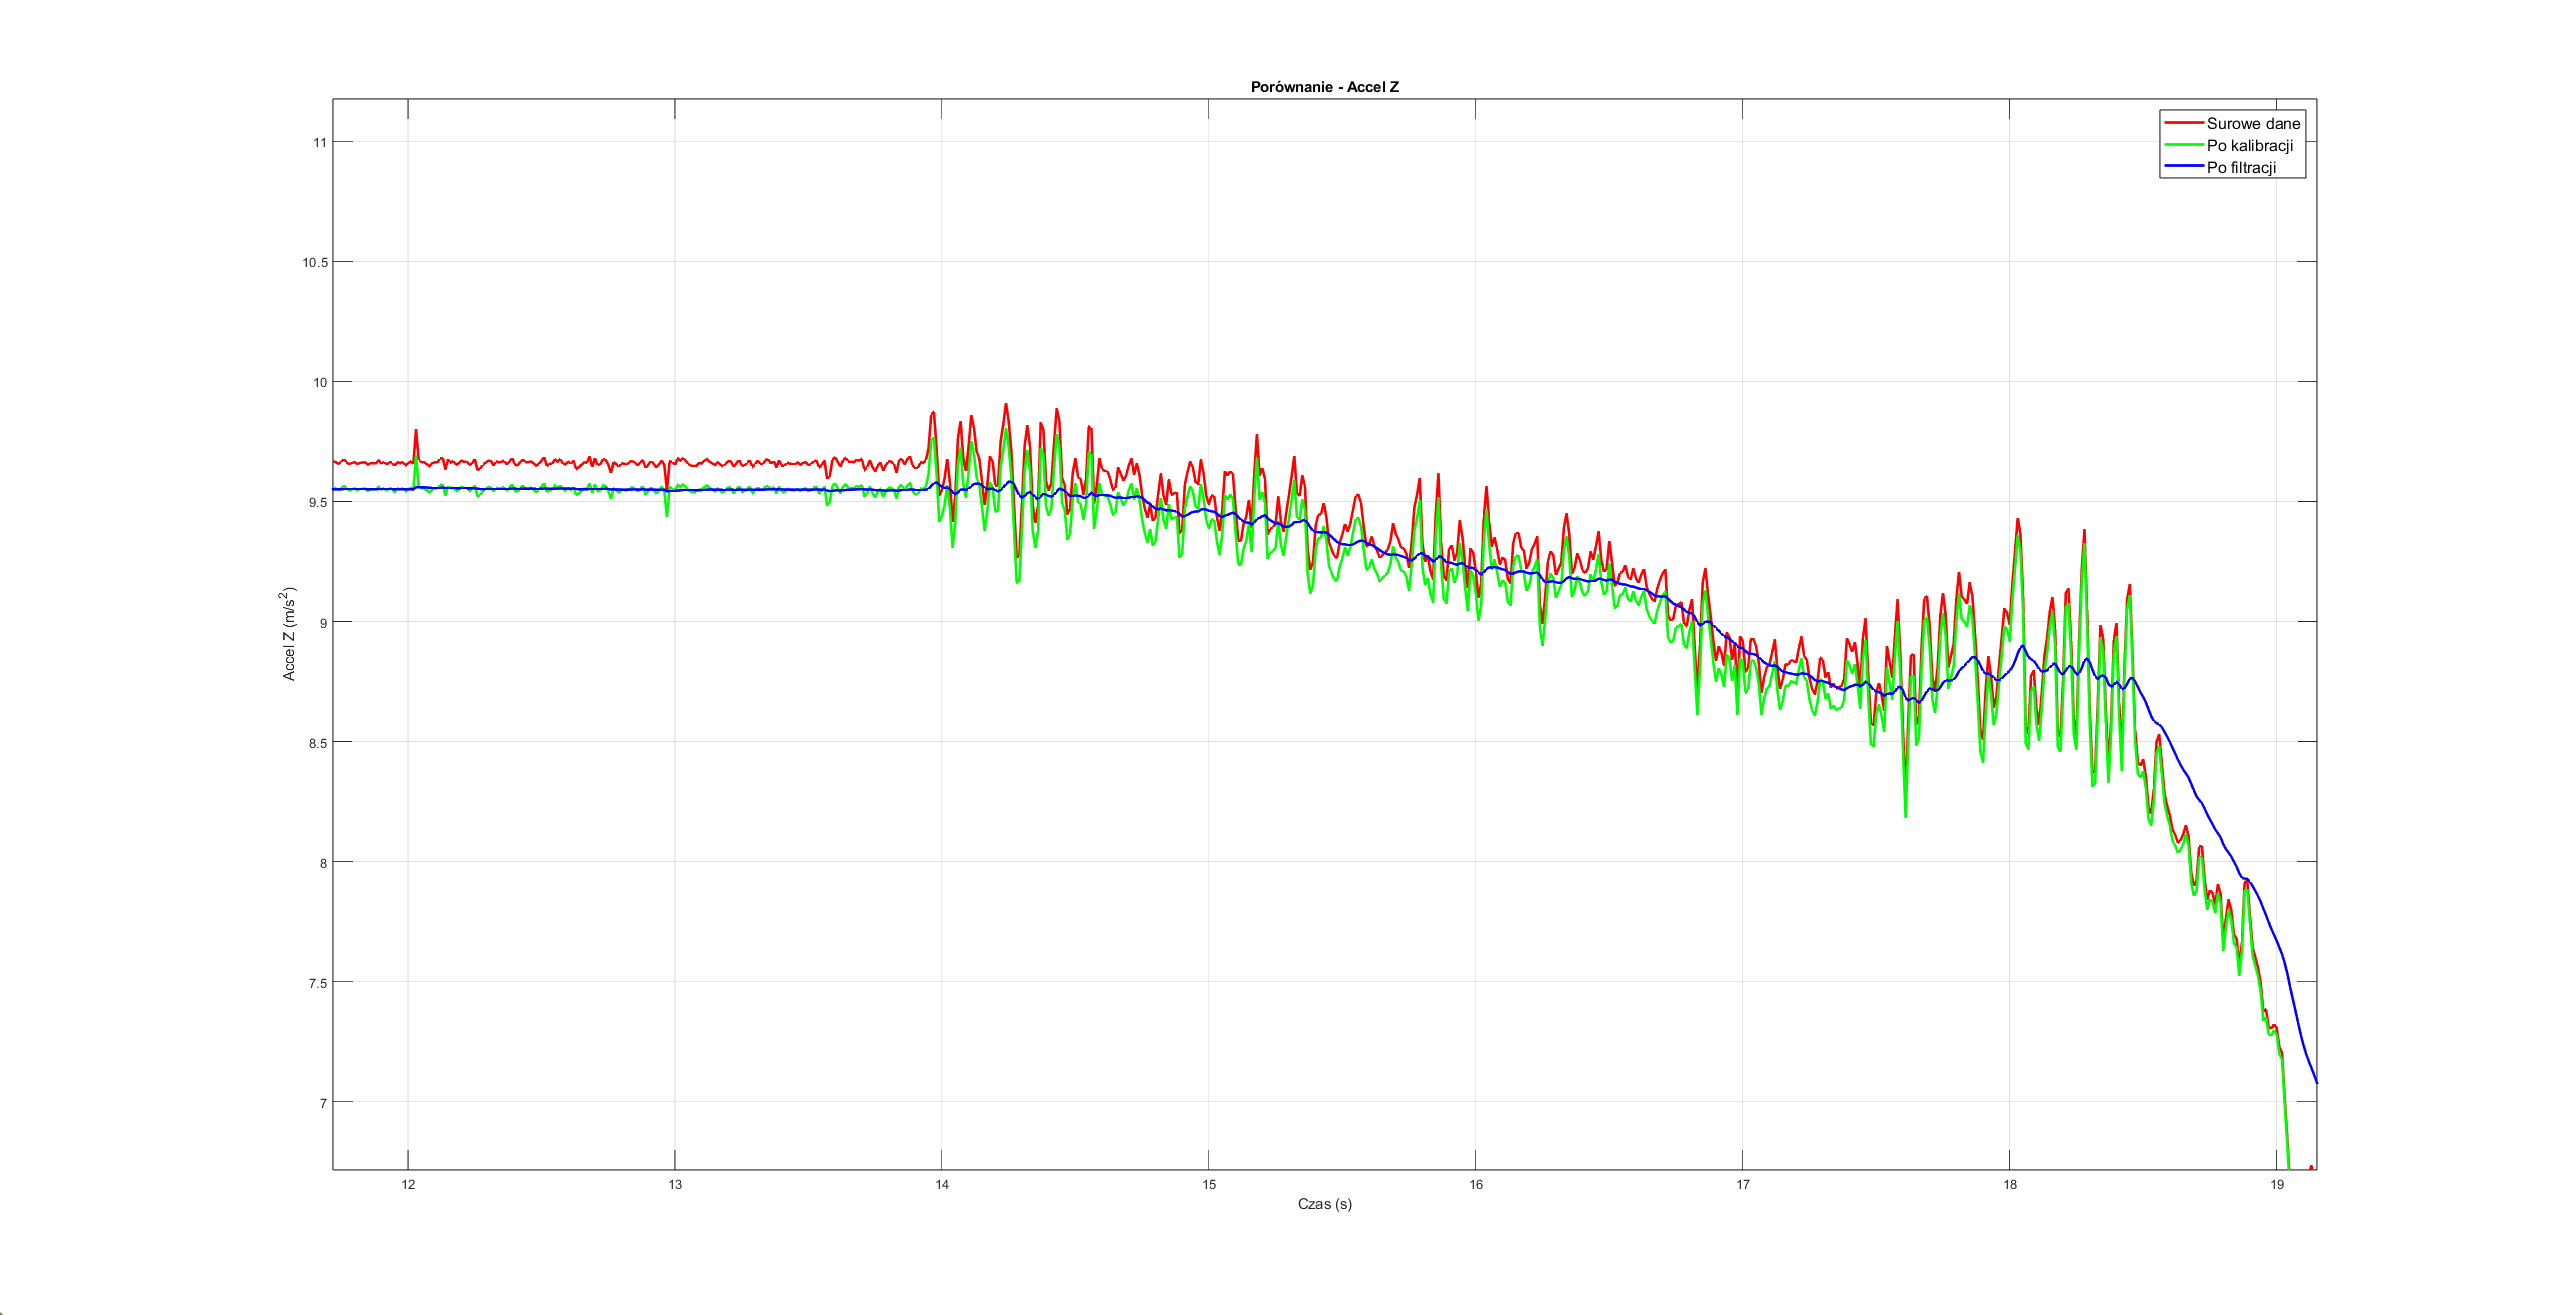 Porównanie - Accel Z
Surowe dane
Po kalibracji
Po filtracji
Accel Z (m/s²)
11
10.5
10
9.5
9
8.5
8
7.5
7
12 13 14 15 16 17 18 19
Czas (s)